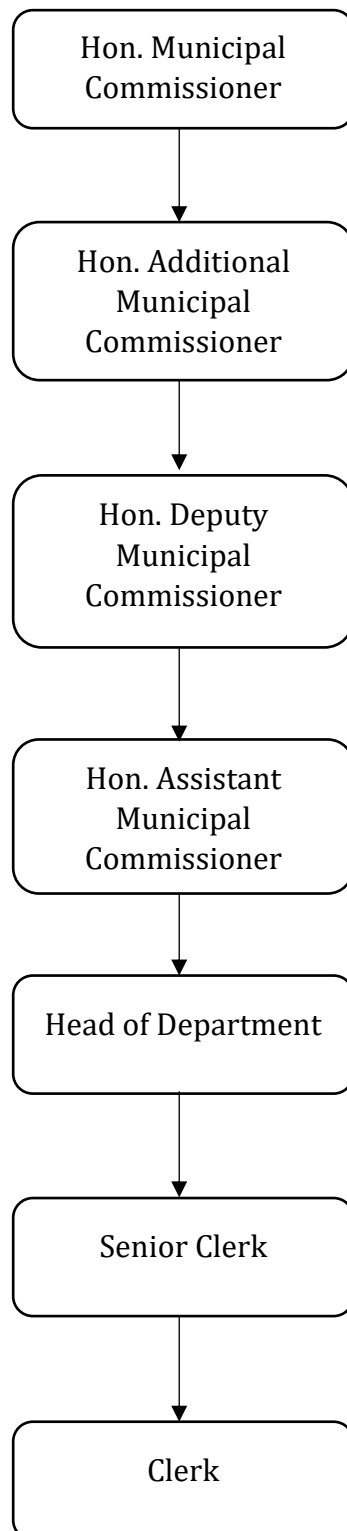 Hon. Municipal
Commissioner
Hon. Additional
Municipal
Commissioner
Hon. Deputy
Municipal
Commissioner
Hon. Assistant
Municipal
Commissioner
Head of Department
Senior Clerk
Clerk